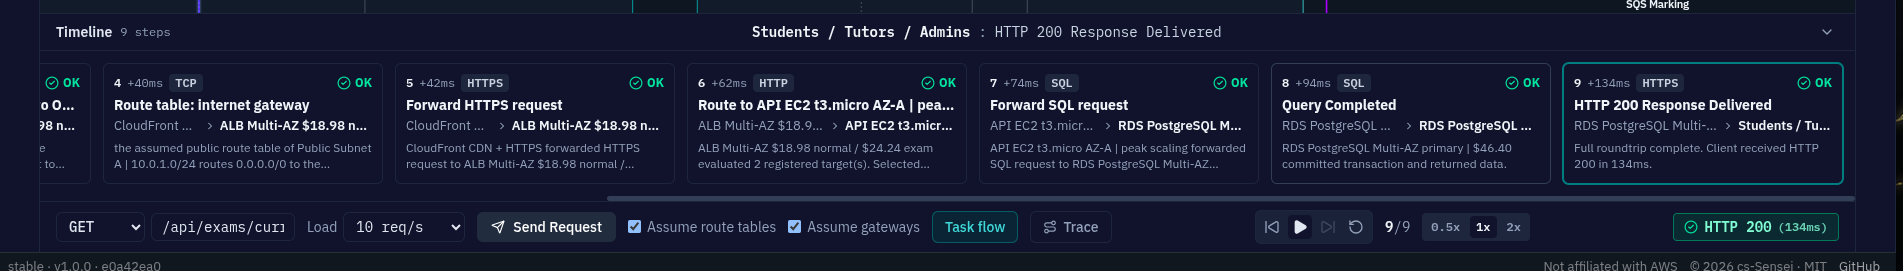 SQS Marking
Timeline 9 steps
Students / Tutors / Admins : HTTP 200 Response Delivered
OK
o O...
98 n...
e
t to...
4 +40ms TCP OK
Route table: internet gateway
CloudFront ... › ALB Multi-AZ $18.98 n...
the assumed public route table of Public Subnet
A | 10.0.1.0/24 routes 0.0.0.0/0 to the...
5 +42ms HTTPS OK
Forward HTTPS request
CloudFront ... › ALB Multi-AZ $18.98 n...
CloudFront CDN + HTTPS forwarded HTTPS
request to ALB Multi-AZ $18.98 normal /...
6 +62ms HTTP OK
Route to API EC2 t3.micro AZ-A | pea...
ALB Multi-AZ $18.9... › API EC2 t3.micr...
ALB Multi-AZ $18.98 normal / $24.24 exam
evaluated 2 registered target(s). Selected...
7 +74ms SQL OK
Forward SQL request
API EC2 t3.micr... › RDS PostgreSQL M...
API EC2 t3.micro AZ-A | peak scaling forwarded
SQL request to RDS PostgreSQL Multi-AZ...
8 +94ms SQL OK
Query Completed
RDS PostgreSQL ... › RDS PostgreSQL ...
RDS PostgreSQL Multi-AZ primary | $46.40
committed transaction and returned data.
9 +134ms HTTPS OK
HTTP 200 Response Delivered
RDS PostgreSQL Multi-... › Students / Tu...
Full roundtrip complete. Client received HTTP
200 in 134ms.
GET /api/exams/curr Load 10 req/s Send Request Assume route tables Assume gateways Task flow Trace 9/9 0.5x 1x 2x HTTP 200 (134ms)
stable · v1.0.0 · e0a42ea0
Not affiliated with AWS © 2026 cs-Sensei · MIT GitHub